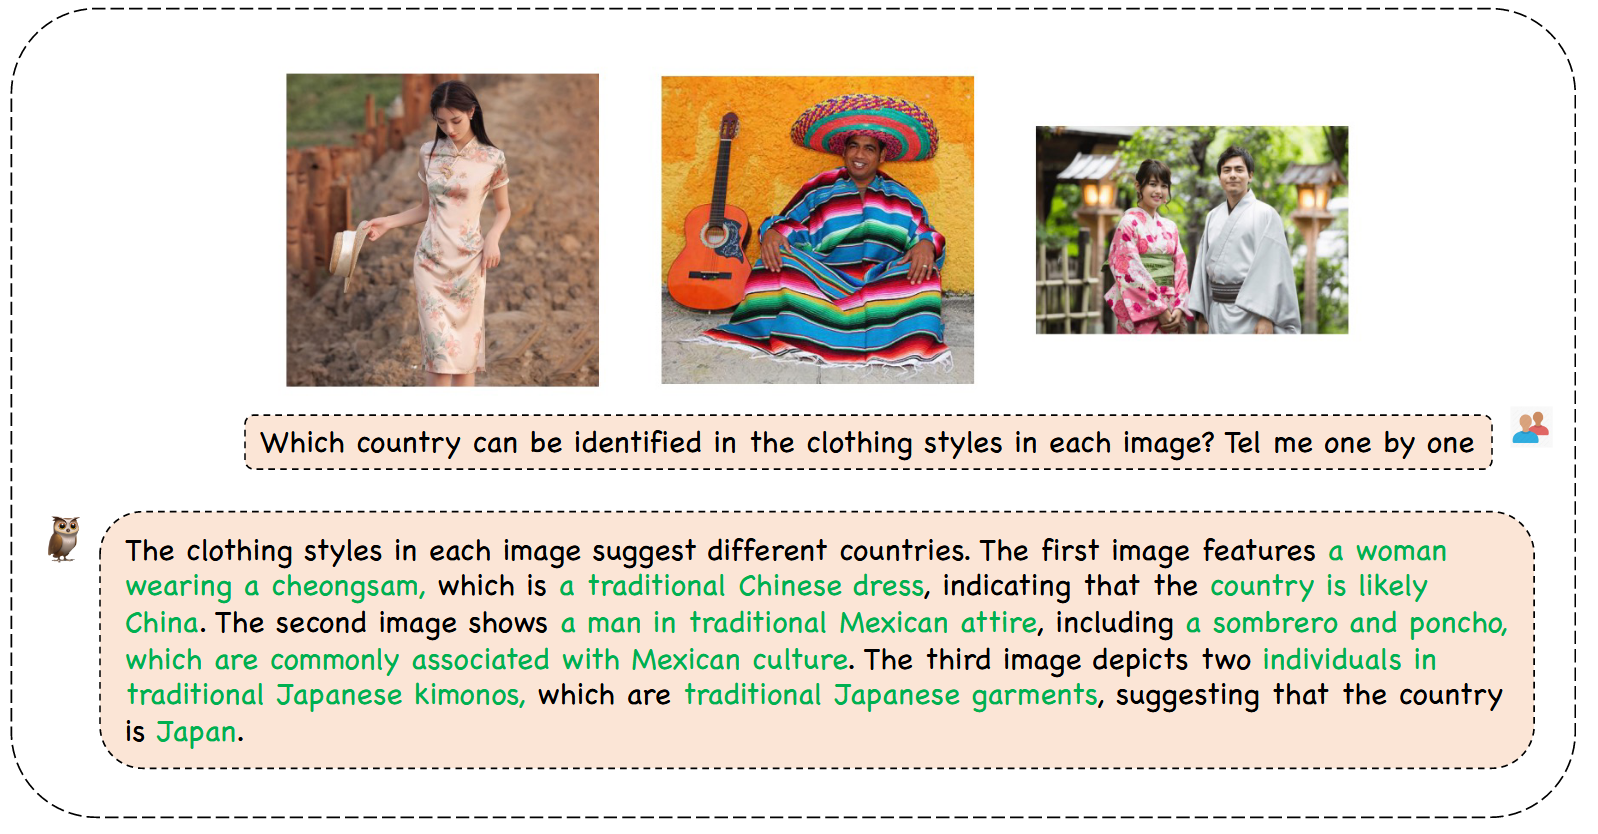 Which country can be identified in the clothing styles in each image? Tell me one by one
The clothing styles in each image suggest different countries. The first image features a woman
wearing a cheongsam, which is a traditional Chinese dress, indicating that the country is likely
China. The second image shows a man in traditional Mexican attire, including a sombrero and poncho,
which are commonly associated with Mexican culture. The third image depicts two individuals in
traditional Japanese kimonos, which are traditional Japanese garments, suggesting that the country
is Japan.